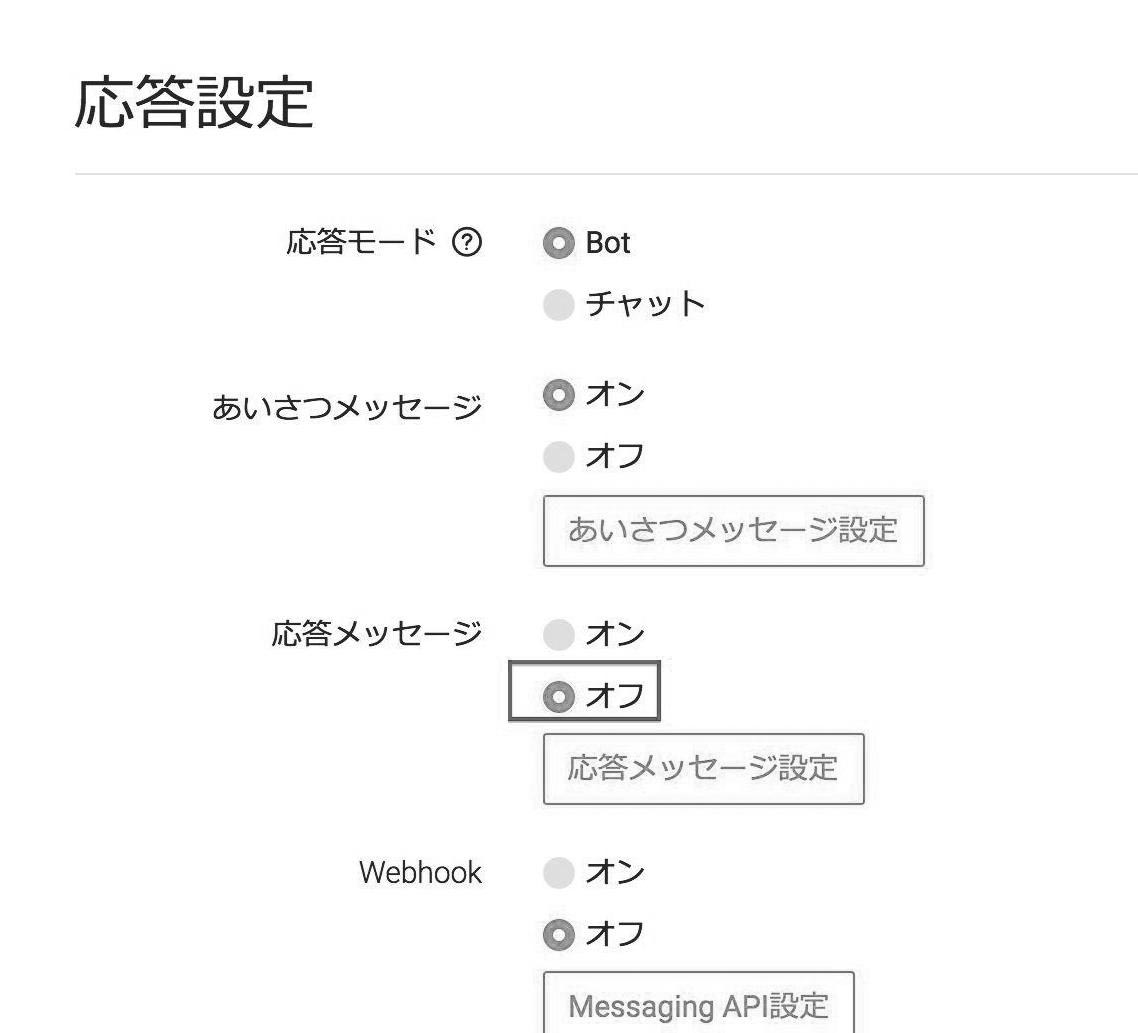 応答設定
応答モード ? Bot
チャット
あいさつメッセージ オン
オフ
あいさつメッセージ設定
応答メッセージ オン
オフ
応答メッセージ設定
Webhook オン
オフ
Messaging API設定